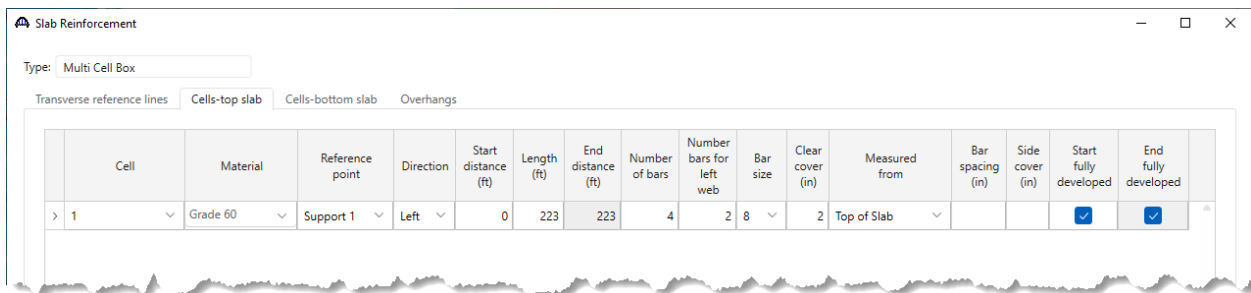 Slab Reinforcement
Type: Multi Cell Box
Transverse reference lines Cells-top slab Cells-bottom slab Overhangs
Cell Material Reference point Direction Start distance (ft) Length (ft) End distance (ft) Number of bars Number bars for left web Bar size Clear cover (in) Measured from Bar spacing (in) Side cover (in) Start fully developed End fully developed
1 Grade 60 Support 1 Left 0 223 223 4 2 8 2 Top of Slab